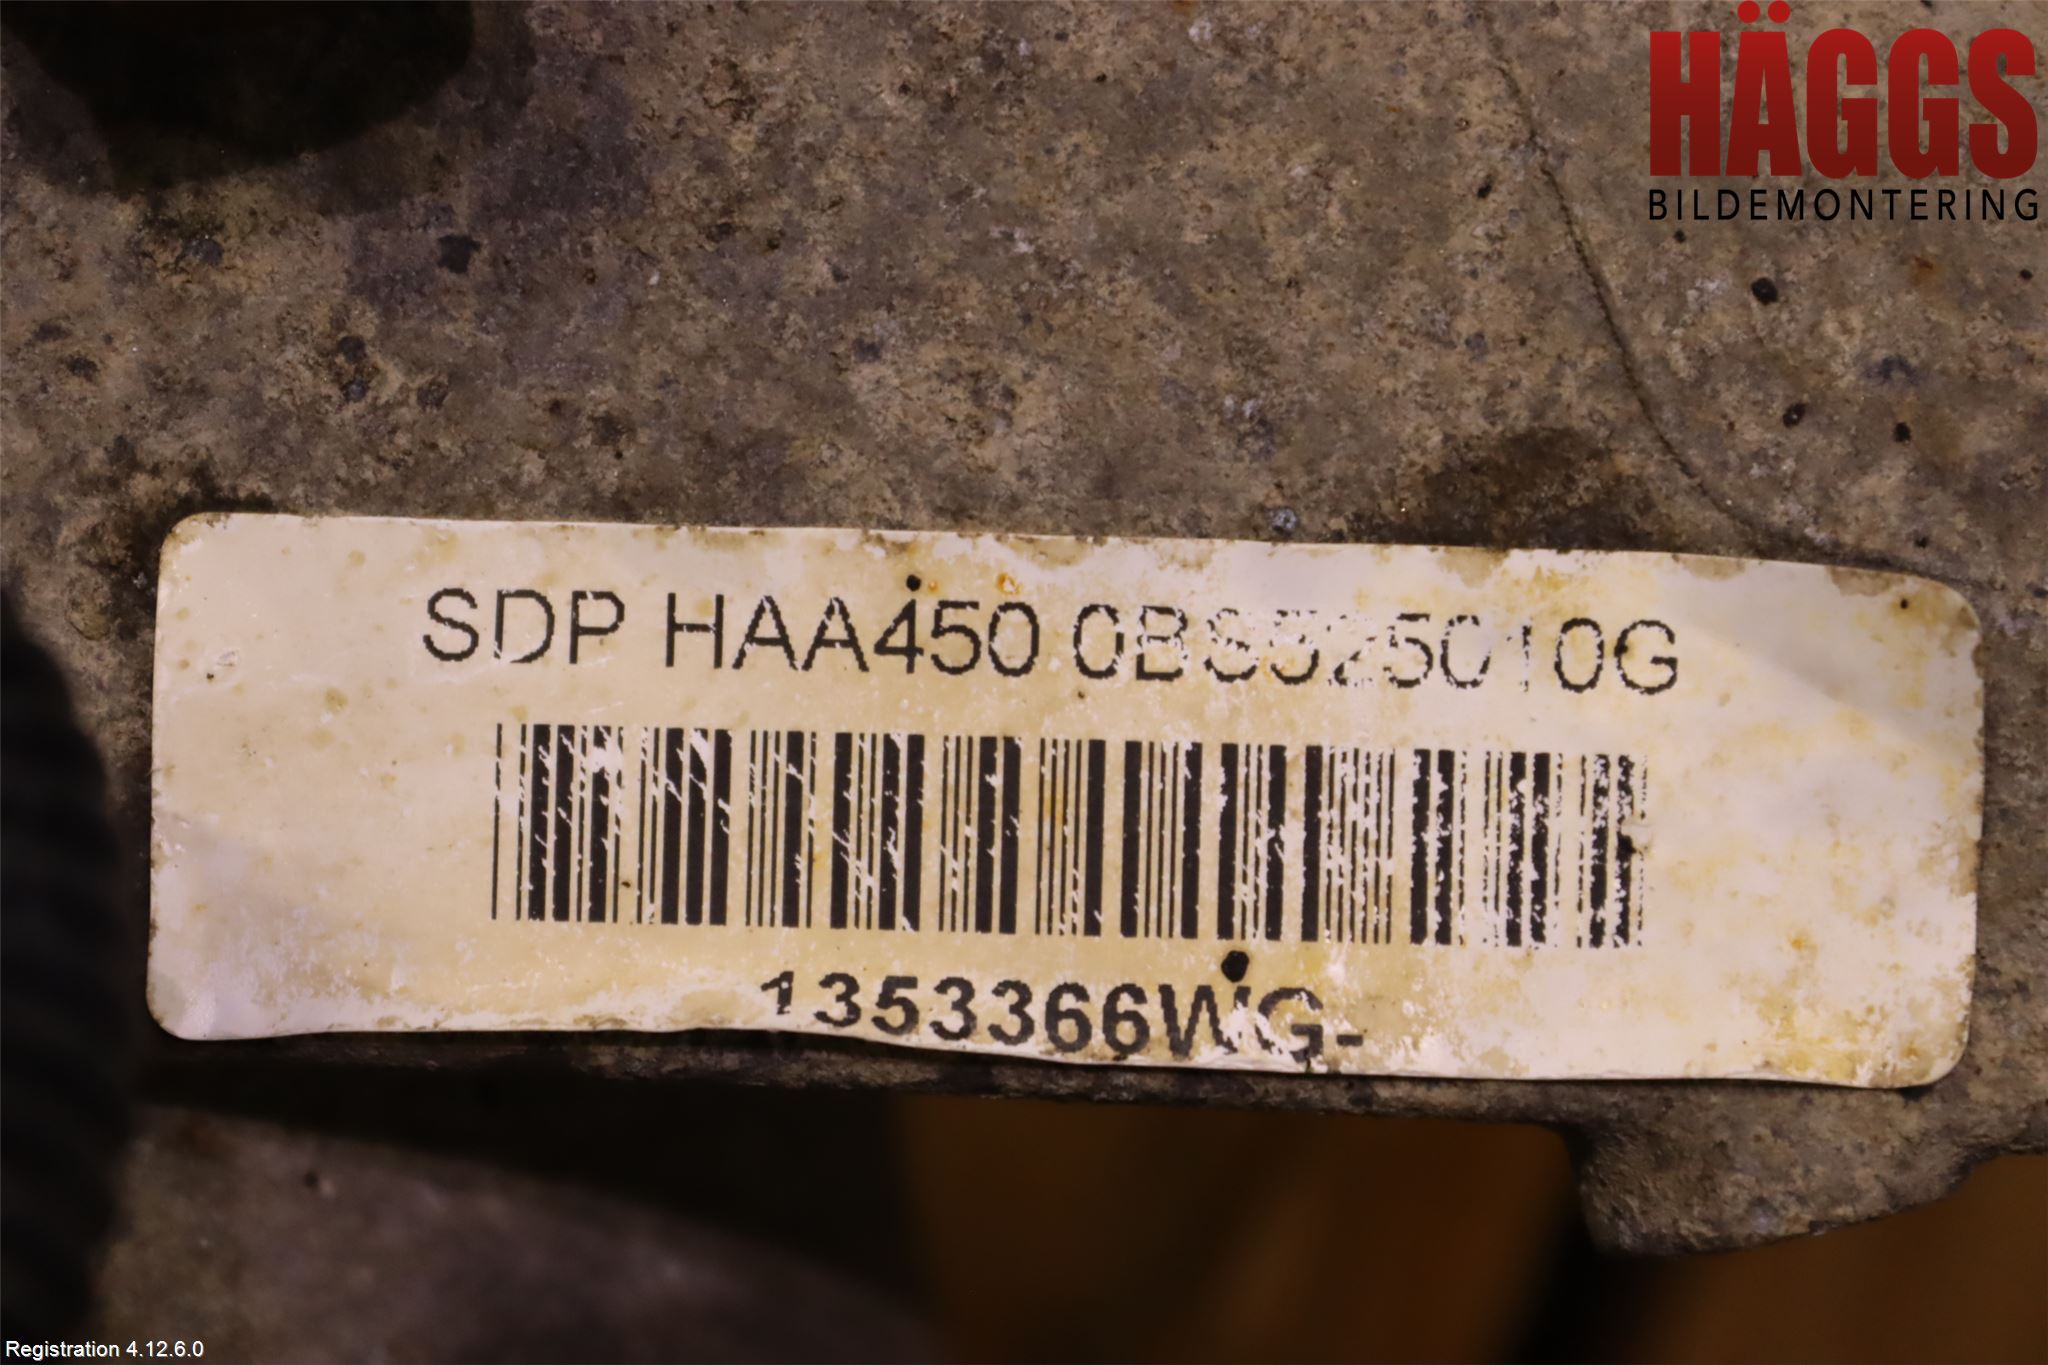 HÄGGS
BILDEMONTERING
SDP HAA450 0BS525010G
1353366WG-
Registration 4.12.6.0